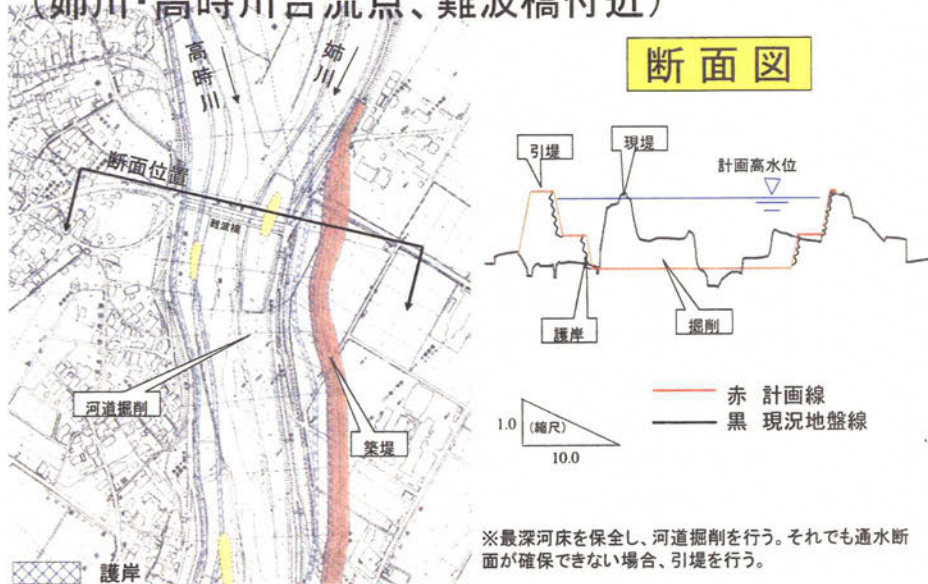 (姉川・高時川合流点、難波橋付近)
高時川
姉川
断面位置
難波橋
河道掘削
築堤
護岸
断面図
引堤
現堤
計画高水位
護岸
掘削
赤 計画線
黒 現況地盤線
1.0
(縮尺)
10.0
※最深河床を保全し、河道掘削を行う。それでも通水断
面が確保できない場合、引堤を行う。